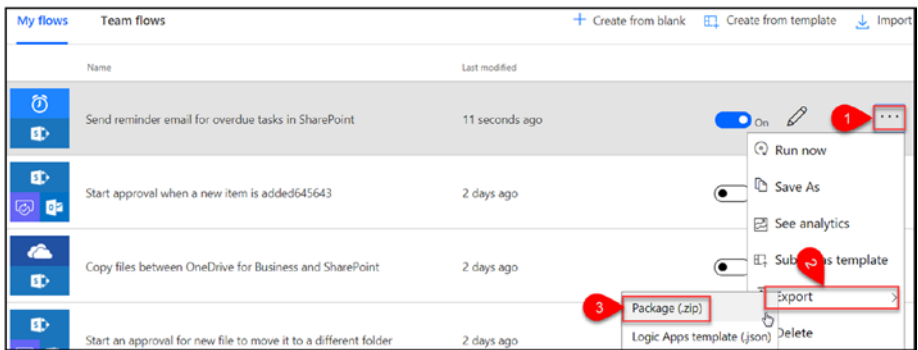 My flows Team flows + Create from blank Create from template Import
Name Last modified
Send reminder email for overdue tasks in SharePoint 11 seconds ago On 1 ...
Run now
Start approval when a new item is added645643 2 days ago Save As
See analytics
Copy files between OneDrive for Business and SharePoint 2 days ago Sub s template
2
Export
3 Package (.zip)
Start an approval for new file to move it to a different folder 2 days ago Logic Apps template (.json) Delete